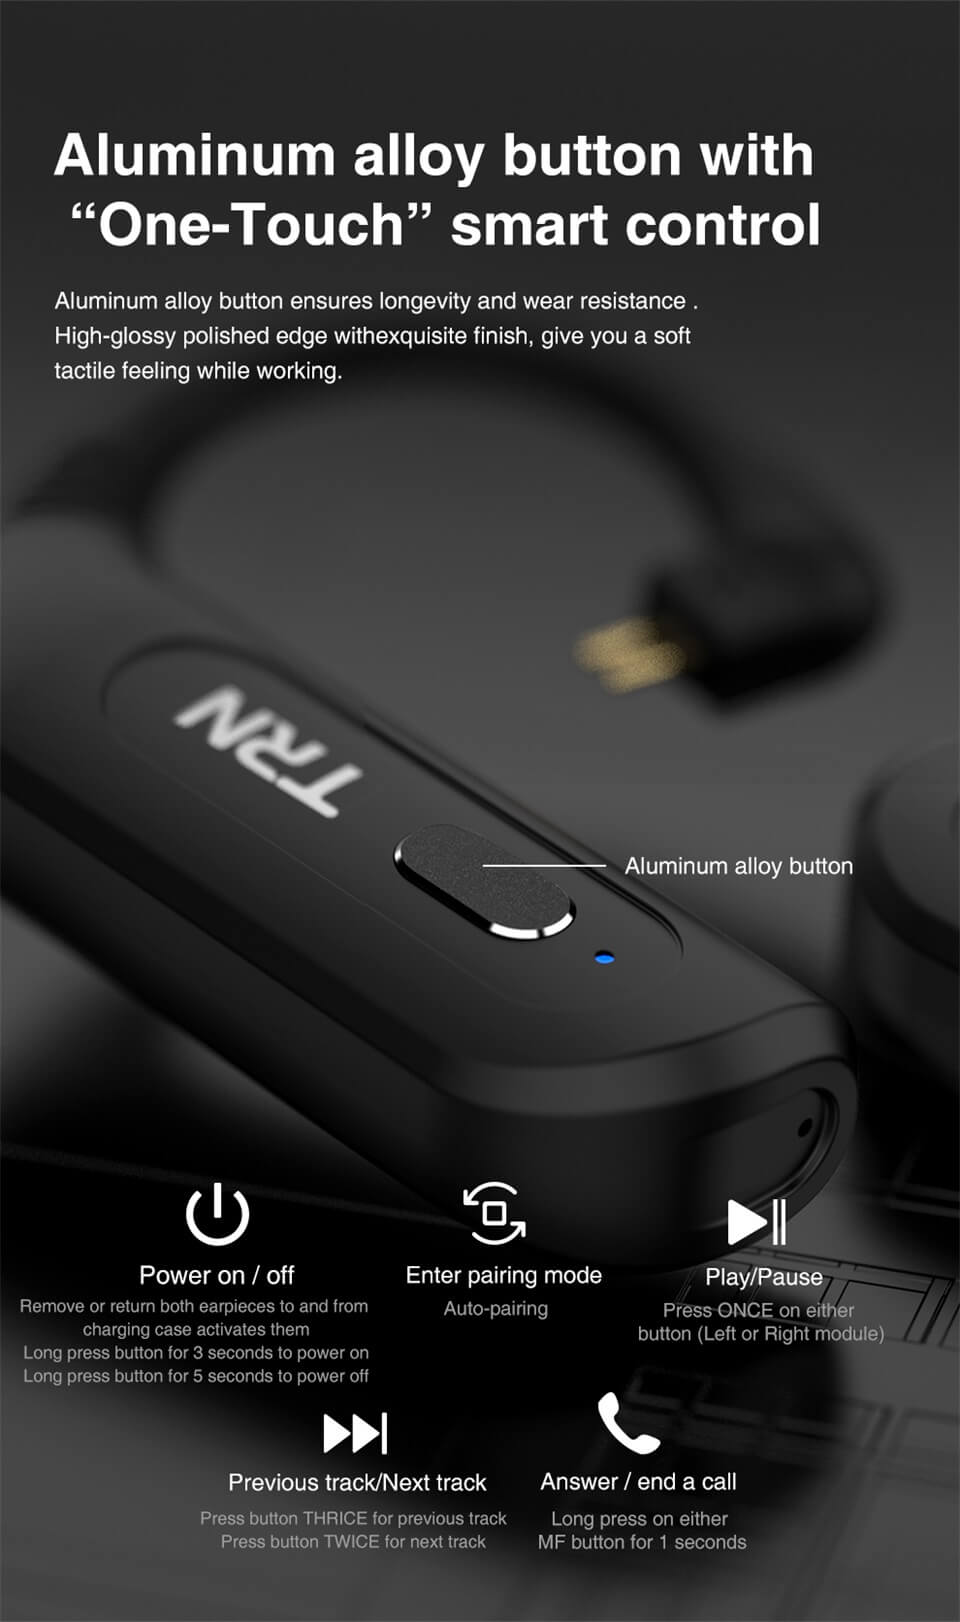 Aluminum alloy button with
“One-Touch” smart control
Aluminum alloy button ensures longevity and wear resistance .
High-glossy polished edge withexquisite finish, give you a soft
tactile feeling while working.
TRN
Aluminum alloy button
Power on / off
Remove or return both earpieces to and from
charging case activates them
Long press button for 3 seconds to power on
Long press button for 5 seconds to power off
Enter pairing mode
Auto-pairing
Play/Pause
Press ONCE on either
button (Left or Right module)
Previous track/Next track
Press button THRICE for previous track
Press button TWICE for next track
Answer / end a call
Long press on either
MF button for 1 seconds